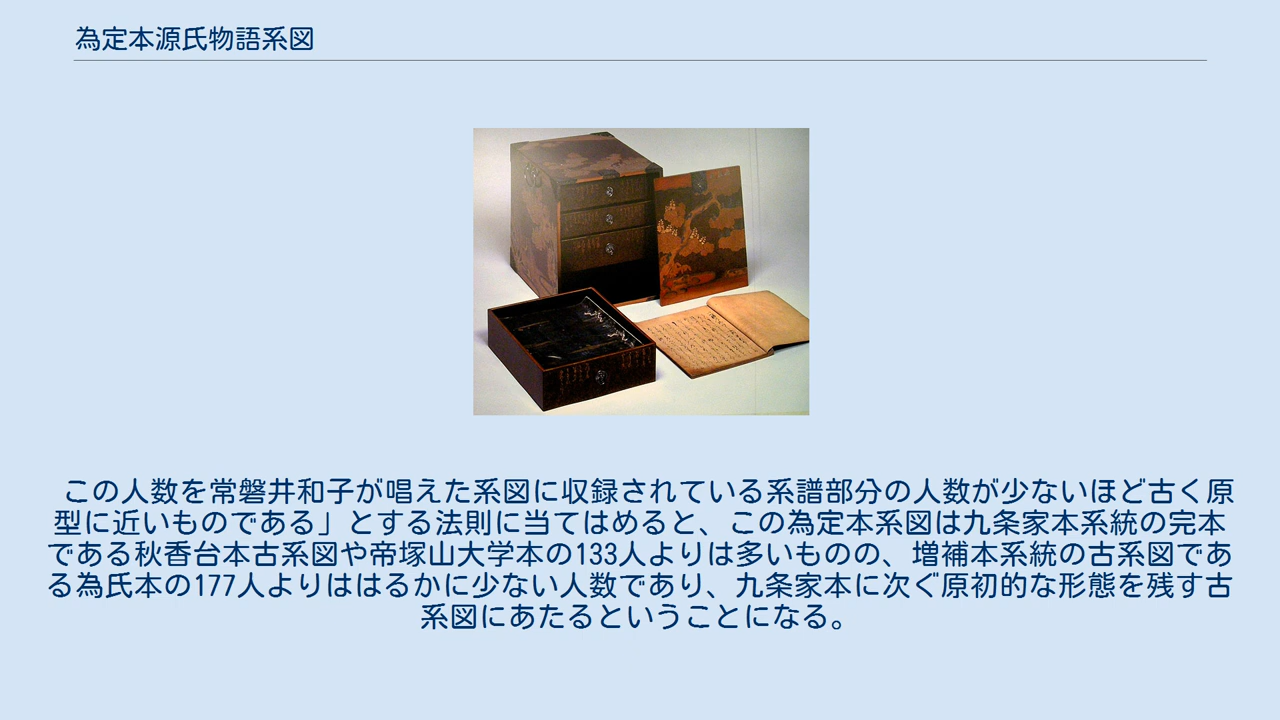 為定本源氏物語系図
この人数を常磐井和子が唱えた系図に収録されている系譜部分の人数が少ないほど古く原
型に近いものである」とする法則に当てはめると、この為定本系図は九条家本系統の完本
である秋香台本古系図や帝塚山大学本の133人よりは多いものの、増補本系統の古系図であ
る為氏本の177人よりははるかに少ない人数であり、九条家本に次ぐ原初的な形態を残す古
系図にあたるということになる。